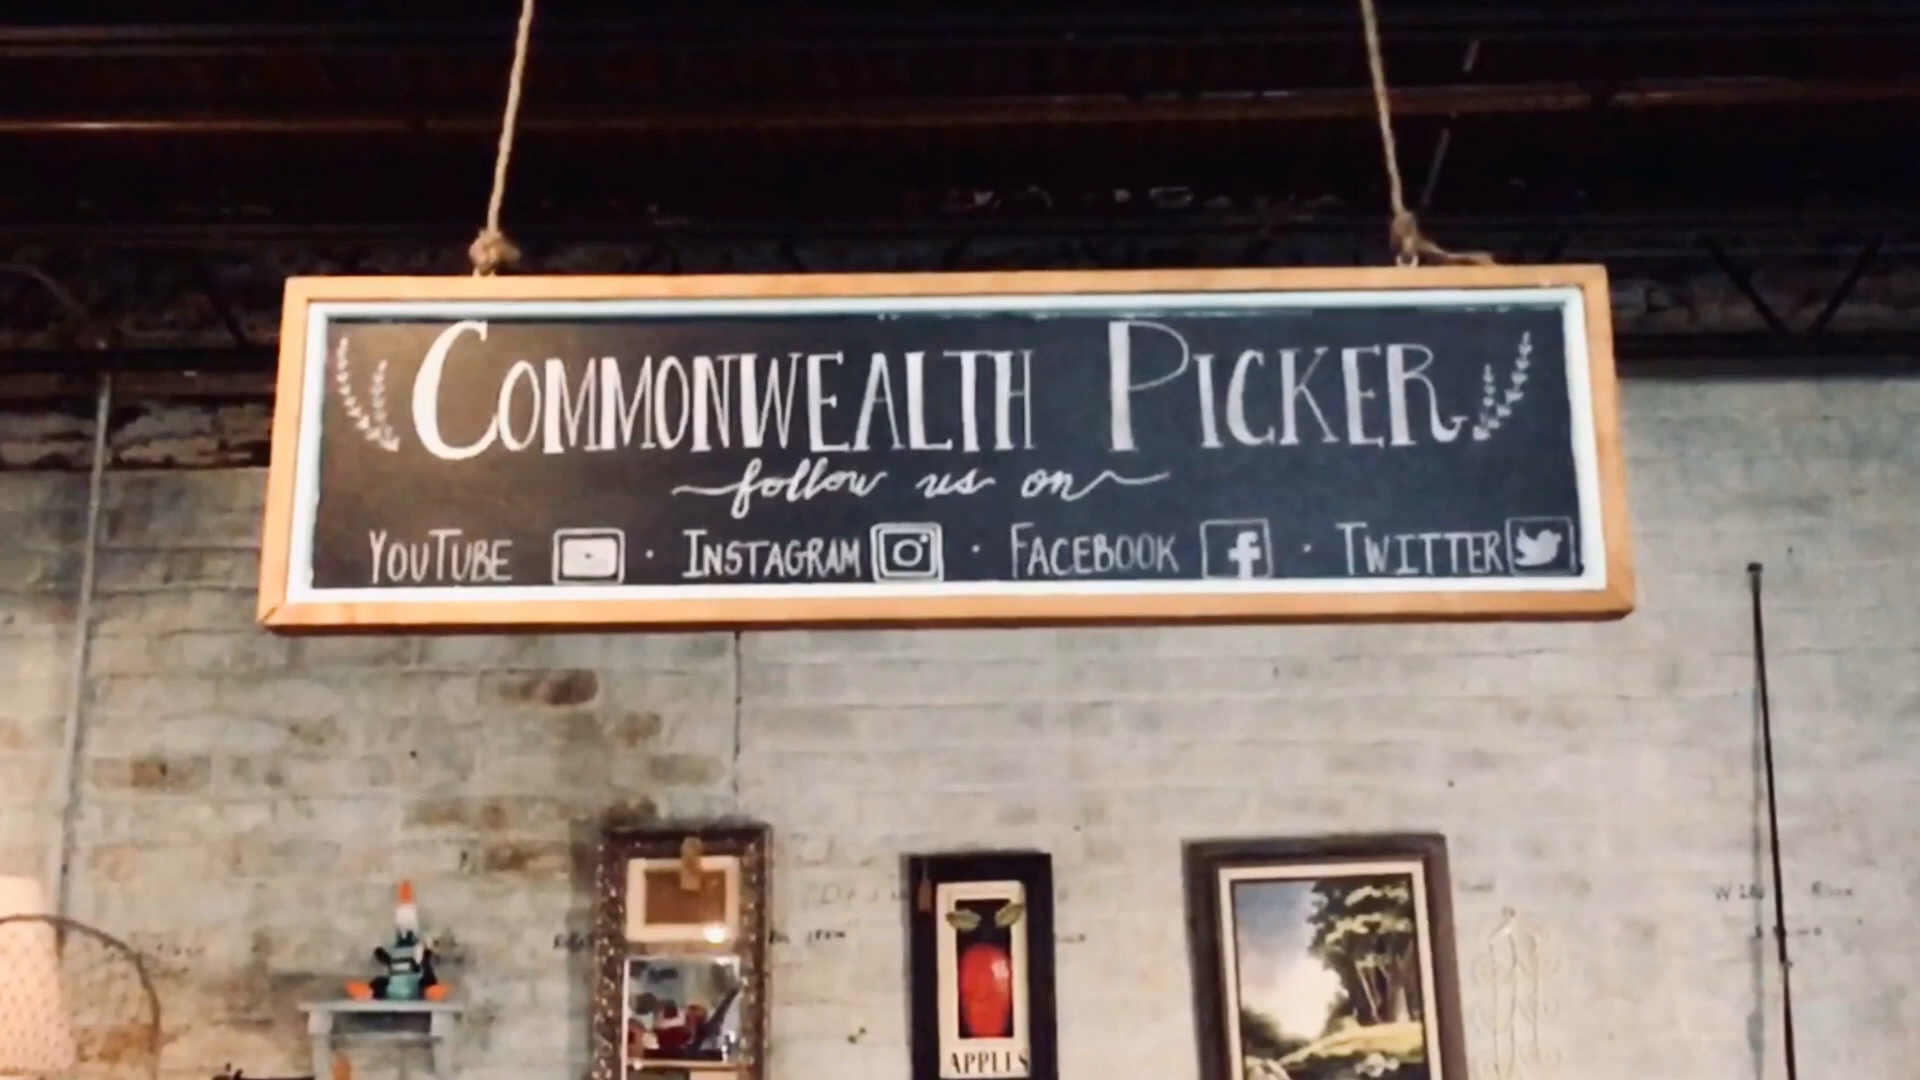 COMMONWEALTH PICKER
follow us on
YOUTUBE · INSTAGRAM · FACEBOOK · TWITTER
APPLES